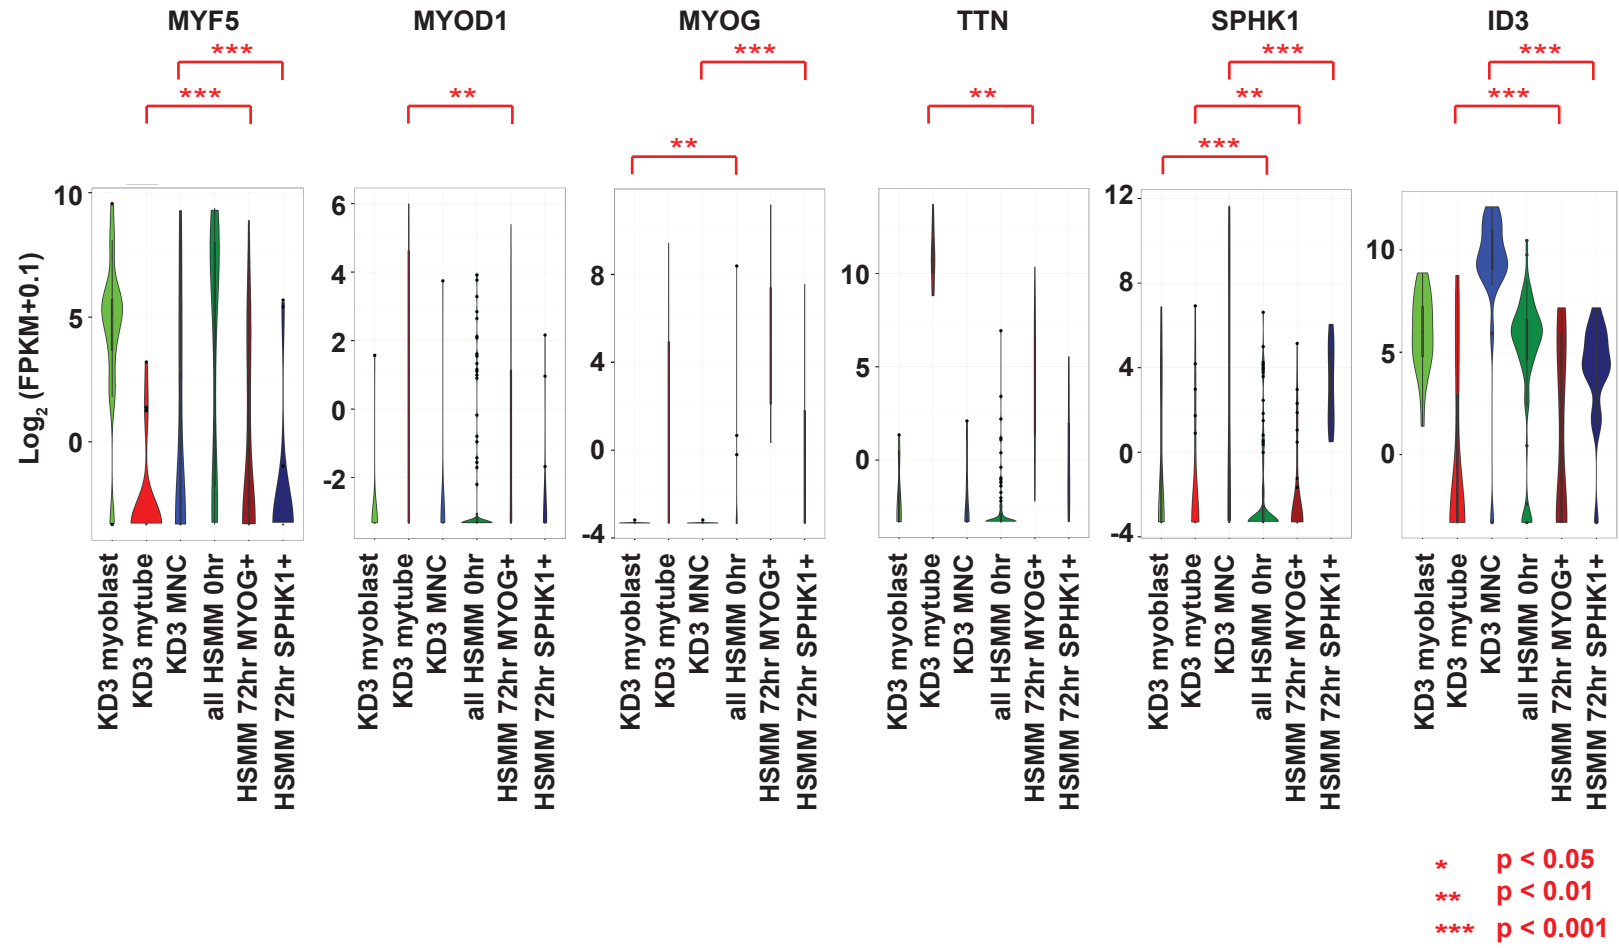 MYF5 MYOD1 MYOG TTN SPHK1 ID3
*** *** *** ***
*** ** ** ** ***
** ***
Log2 (FPKM+0.1)
10 5 0
6 4 2 0 -2
8 4 0 -4
10 5 0
12 8 4 0 -4
10 5 0
KD3 myoblast
KD3 mytube
KD3 MNC
all HSMM 0hr
HSMM 72hr MYOG+
HSMM 72hr SPHK1+
KD3 myoblast
KD3 mytube
KD3 MNC
all HSMM 0hr
HSMM 72hr MYOG+
HSMM 72hr SPHK1+
KD3 myoblast
KD3 mytube
KD3 MNC
all HSMM 0hr
HSMM 72hr MYOG+
HSMM 72hr SPHK1+
KD3 myoblast
KD3 mytube
KD3 MNC
all HSMM 0hr
HSMM 72hr MYOG+
HSMM 72hr SPHK1+
KD3 myoblast
KD3 mytube
KD3 MNC
all HSMM 0hr
HSMM 72hr MYOG+
HSMM 72hr SPHK1+
KD3 myoblast
KD3 mytube
KD3 MNC
all HSMM 0hr
HSMM 72hr MYOG+
HSMM 72hr SPHK1+
* p < 0.05
** p < 0.01
*** p < 0.001